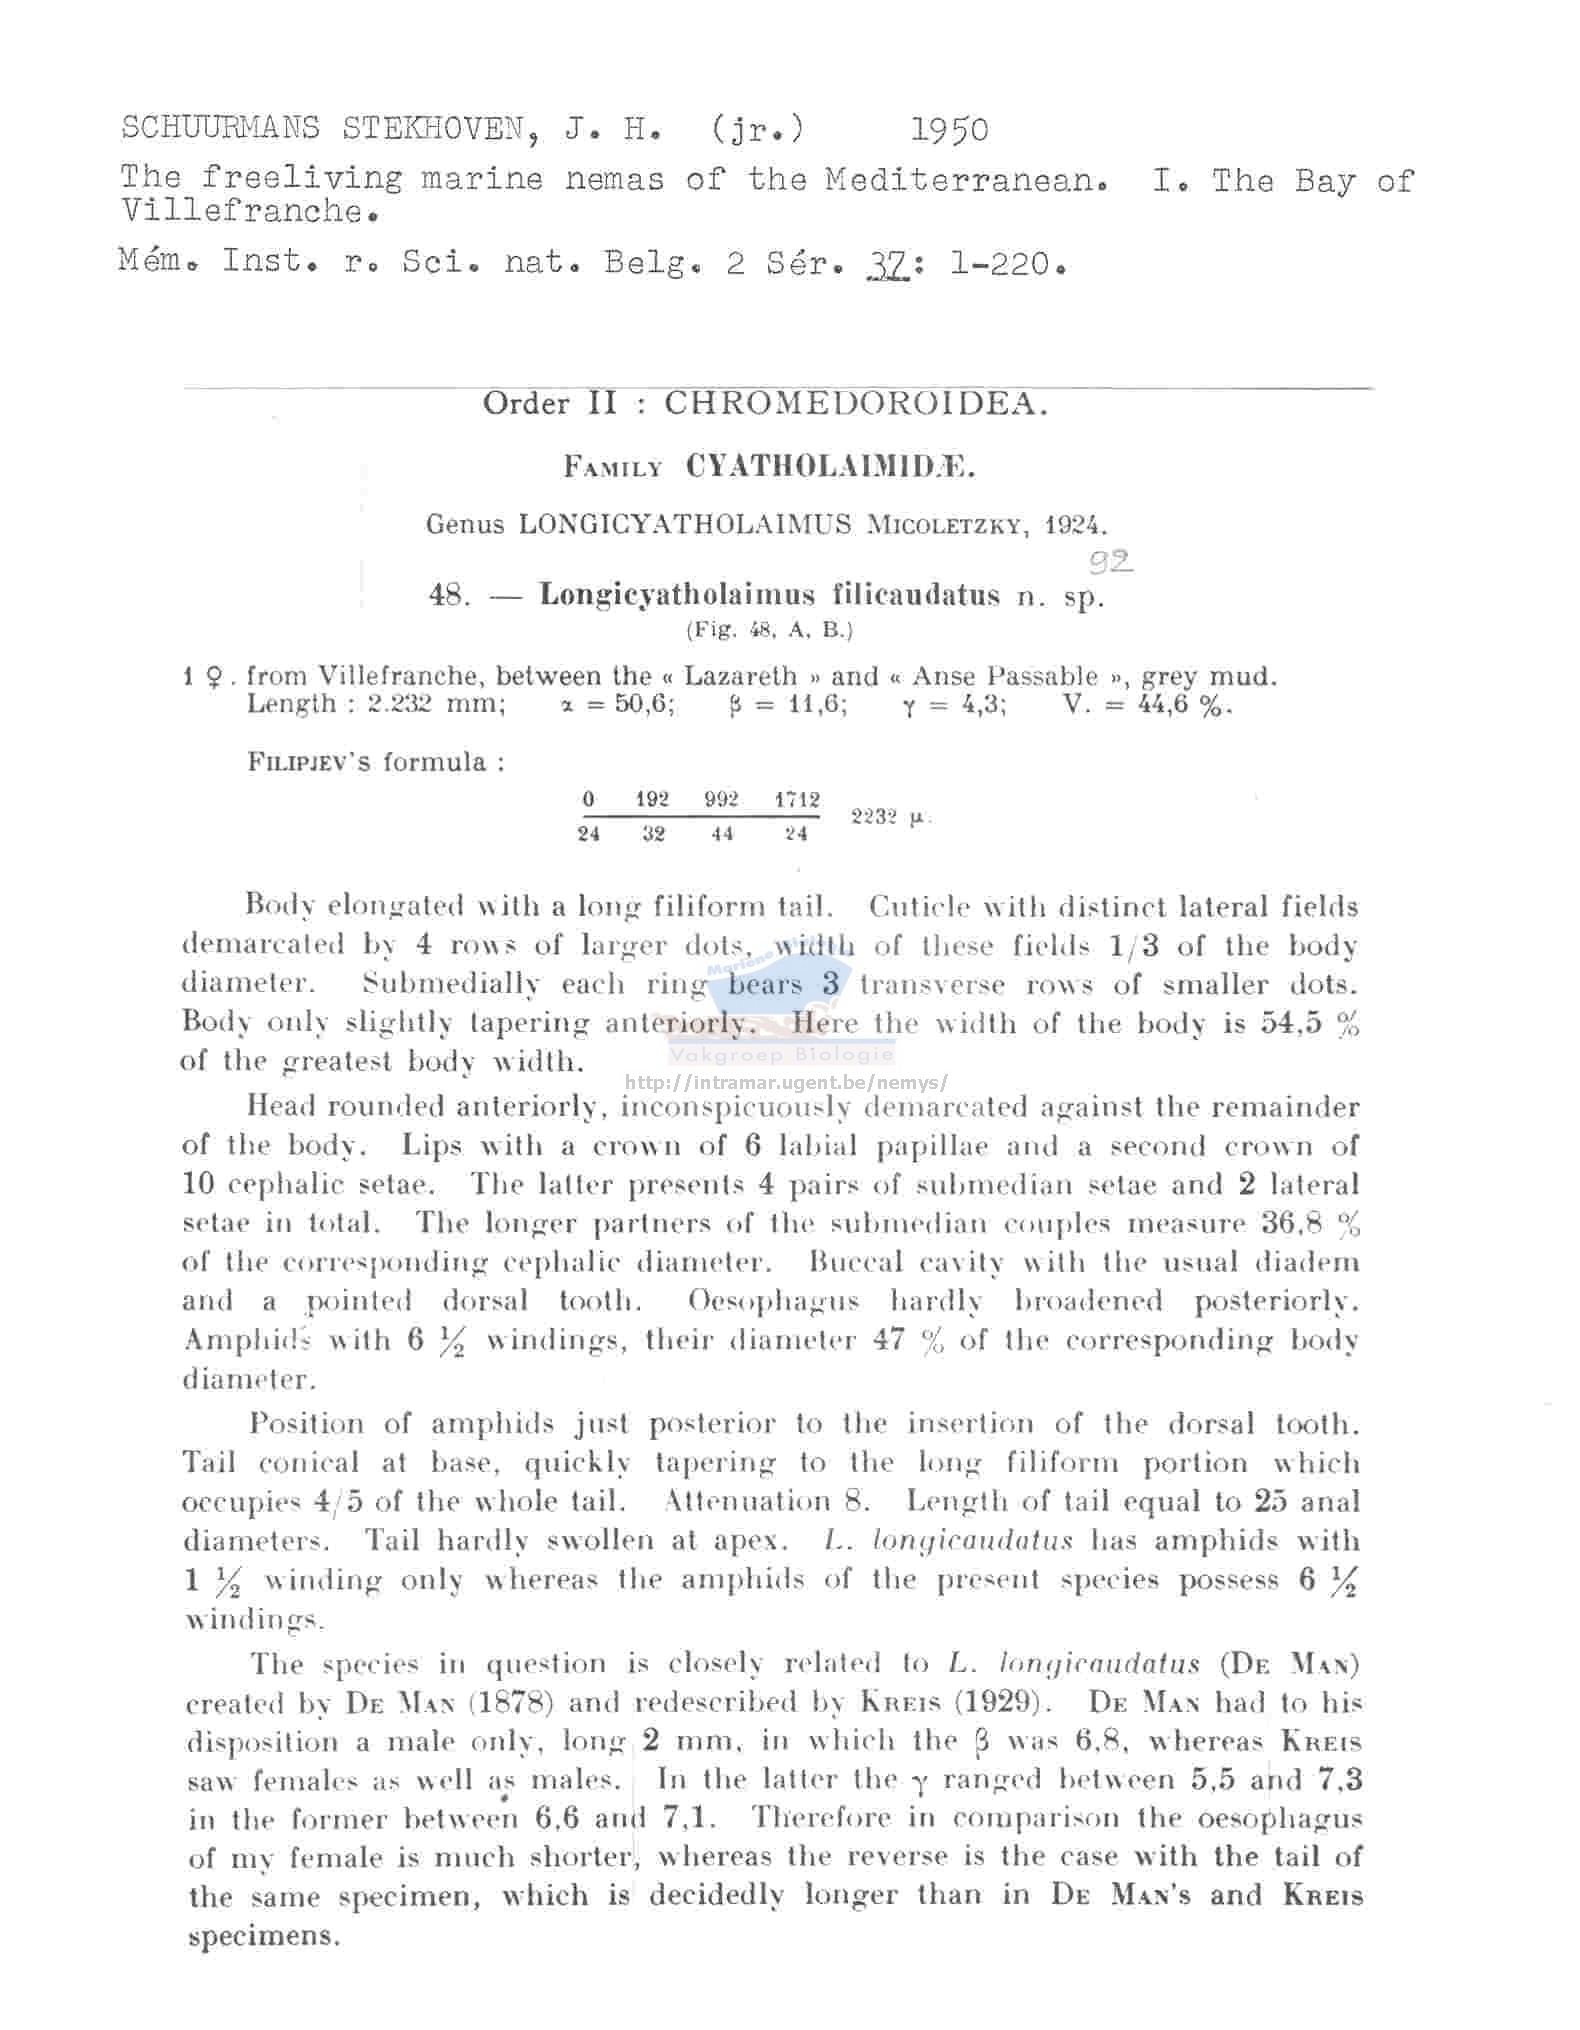 SCHUURMANS STEKHOVEN, J. H. (jr.) 1950
The freeliving marine nemas of the Mediterranean. I. The Bay of
Villefranche.
Mém. Inst. r. Sci. nat. Belg. 2 Sér. 37: 1-220.
Order II : CHROMEDOROIDEA.
Family CYATHOLAIMIDÆ.
Genus LONGICYATHOLAIMUS Micoletzky, 1924.
92
48. — Longicyatholaimus filicaudatus n. sp.
(Fig. 48, A, B.)
1 ♀. from Villefranche, between the « Lazareth » and « Anse Passable », grey mud.
Length : 2.232 mm; α = 50,6; β = 11,6; γ = 4,3; V. = 44,6 %.
Filipjev's formula :
0 192 992 1712
2232 μ.
24 32 44 24
Body elongated with a long filiform tail. Cuticle with distinct lateral fields
demarcated by 4 rows of larger dots, width of these fields 1/3 of the body
diameter. Submedially each ring bears 3 transverse rows of smaller dots.
Body only slightly tapering anteriorly. Here the width of the body is 54,5 %
of the greatest body width.
Vakgroep Biologie
http://intramar.ugent.be/nemys/
Head rounded anteriorly, inconspicuously demarcated against the remainder
of the body. Lips with a crown of 6 labial papillae and a second crown of
10 cephalic setae. The latter presents 4 pairs of submedian setae and 2 lateral
setae in total. The longer partners of the submedian couples measure 36,8 %
of the corresponding cephalic diameter. Buccal cavity with the usual diadem
and a pointed dorsal tooth. Oesophagus hardly broadened posteriorly.
Amphids with 6 ½ windings, their diameter 47 % of the corresponding body
diameter.
Position of amphids just posterior to the insertion of the dorsal tooth.
Tail conical at base, quickly tapering to the long filiform portion which
occupies 4/5 of the whole tail. Attenuation 8. Length of tail equal to 25 anal
diameters. Tail hardly swollen at apex. L. longicaudatus has amphids with
1 ½ winding only whereas the amphids of the present species possess 6 ½
windings.
The species in question is closely related to L. longicaudatus (De Man)
created by De Man (1878) and redescribed by Kreis (1929). De Man had to his
disposition a male only, long 2 mm, in which the β was 6,8, whereas Kreis
saw females as well as males. In the latter the γ ranged between 5,5 and 7,3
in the former between 6,6 and 7,1. Therefore in comparison the oesophagus
of my female is much shorter, whereas the reverse is the case with the tail of
the same specimen, which is decidedly longer than in De Man's and Kreis
specimens.